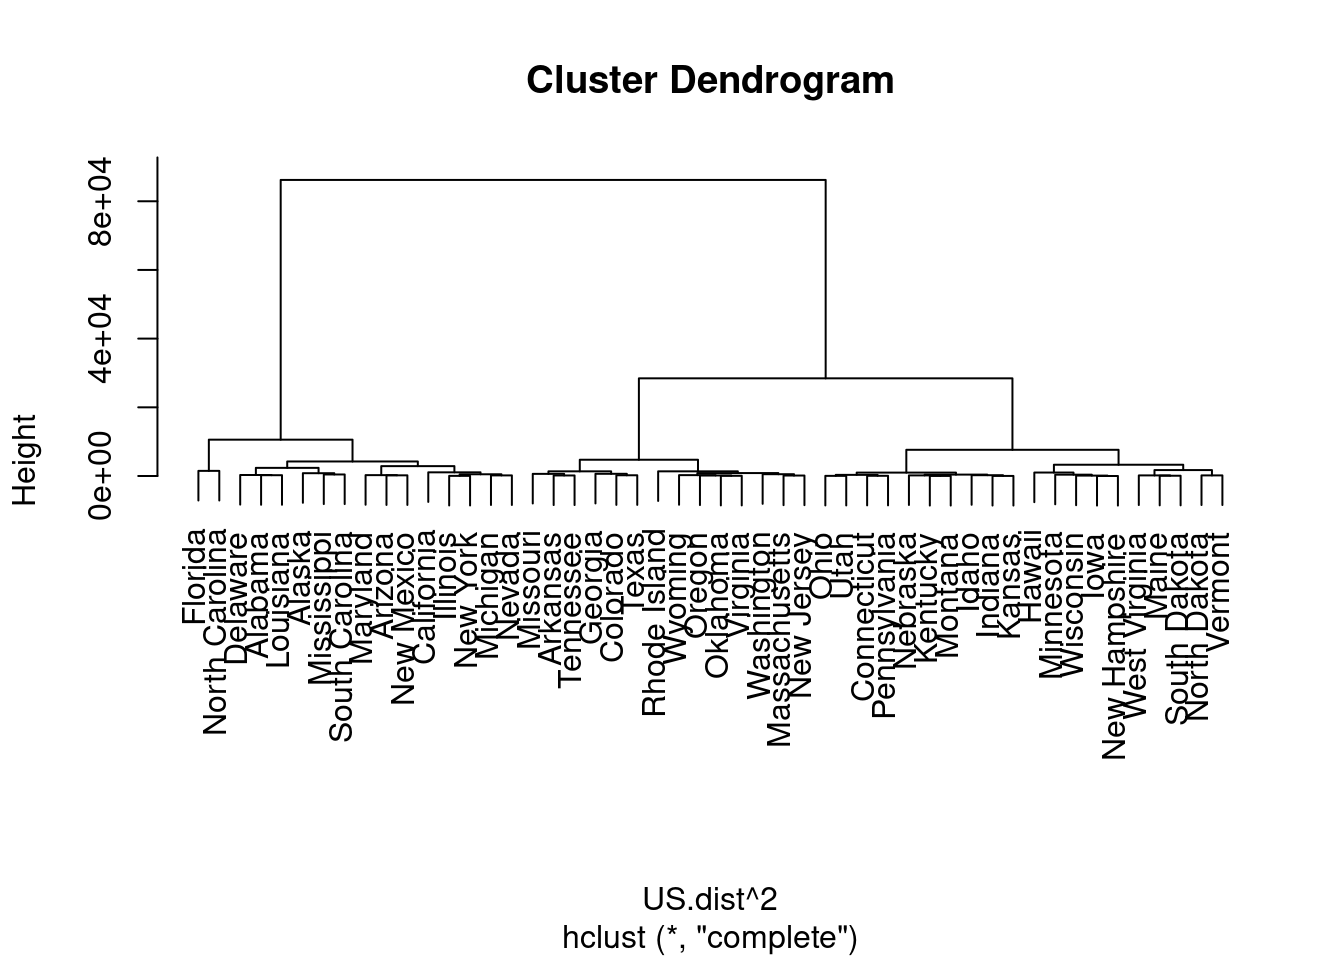 Cluster Dendrogram
Height
0e+00
4e+04
8e+04
Florida
North Carolina
Delaware
Alabama
Louisiana
Alaska
Mississippi
South Carolina
Maryland
Arizona
New Mexico
California
Illinois
New York
Michigan
Nevada
Missouri
Arkansas
Tennessee
Georgia
Colorado
Texas
Rhode Island
Wyoming
Oregon
Oklahoma
Virginia
Washington
Massachusetts
New Jersey
Ohio
Utah
Connecticut
Pennsylvania
Nebraska
Kentucky
Montana
Idaho
Indiana
Kansas
Hawaii
Minnesota
Wisconsin
Iowa
New Hampshire
West Virginia
Maine
South Dakota
North Dakota
Vermont
US.dist^2
hclust (*, "complete")